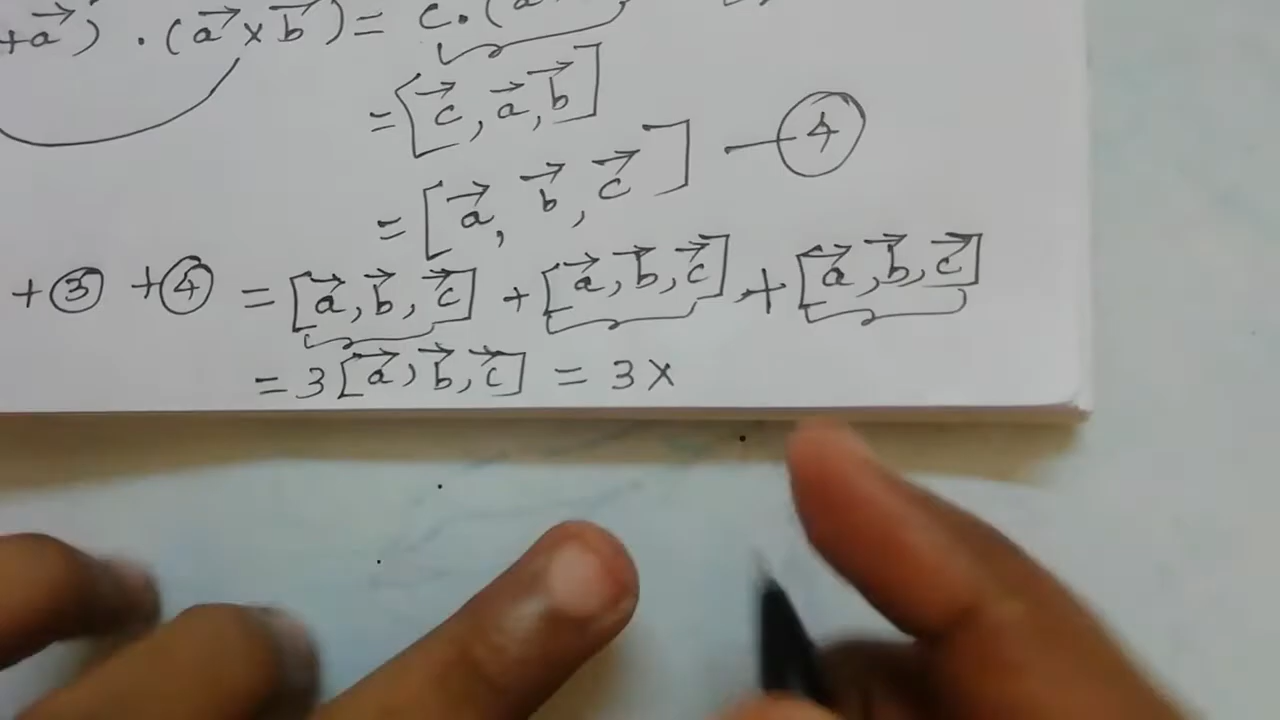 +a⃗) . (a⃗ × b⃗) = c. (a
= [c⃗, a⃗, b⃗]
= [a⃗, b⃗, c⃗] — ④
+ ③ + ④ = [a⃗, b⃗, c⃗] + [a⃗, b⃗, c⃗] + [a⃗, b⃗, c⃗]
= 3[a⃗, b⃗, c⃗] = 3 ×